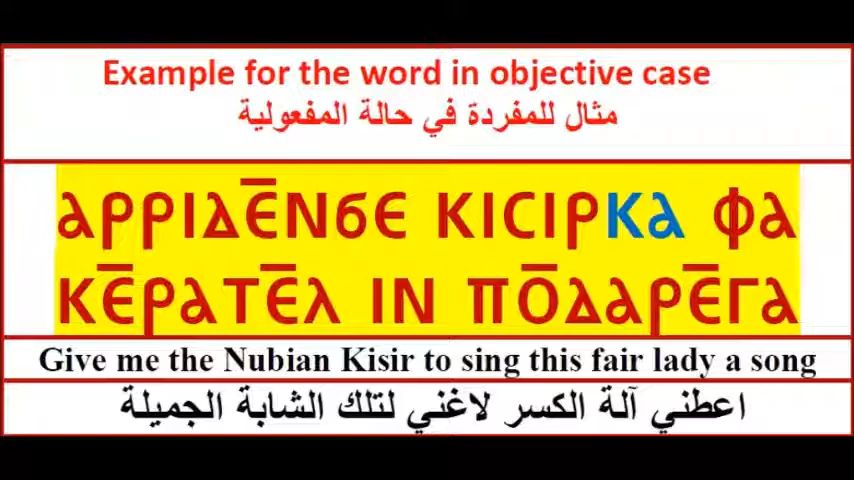 Example for the word in objective case
مثال للمفردة في حالة المفعولية
ⲁⲣⲣⲓⲇⲉ̄ⲛϭⲉ ⲕⲓⲥⲓⲣⲕⲁ ⲫⲁ
ⲕⲉ̄ⲣⲁⲧⲉ̄ⲗ ⲓⲛ ⲡⲟ̄ⲇⲁⲣⲉ̄ⲅⲁ
Give me the Nubian Kisir to sing this fair lady a song
اعطني آلة الكسر لاغني لتلك الشابة الجميلة